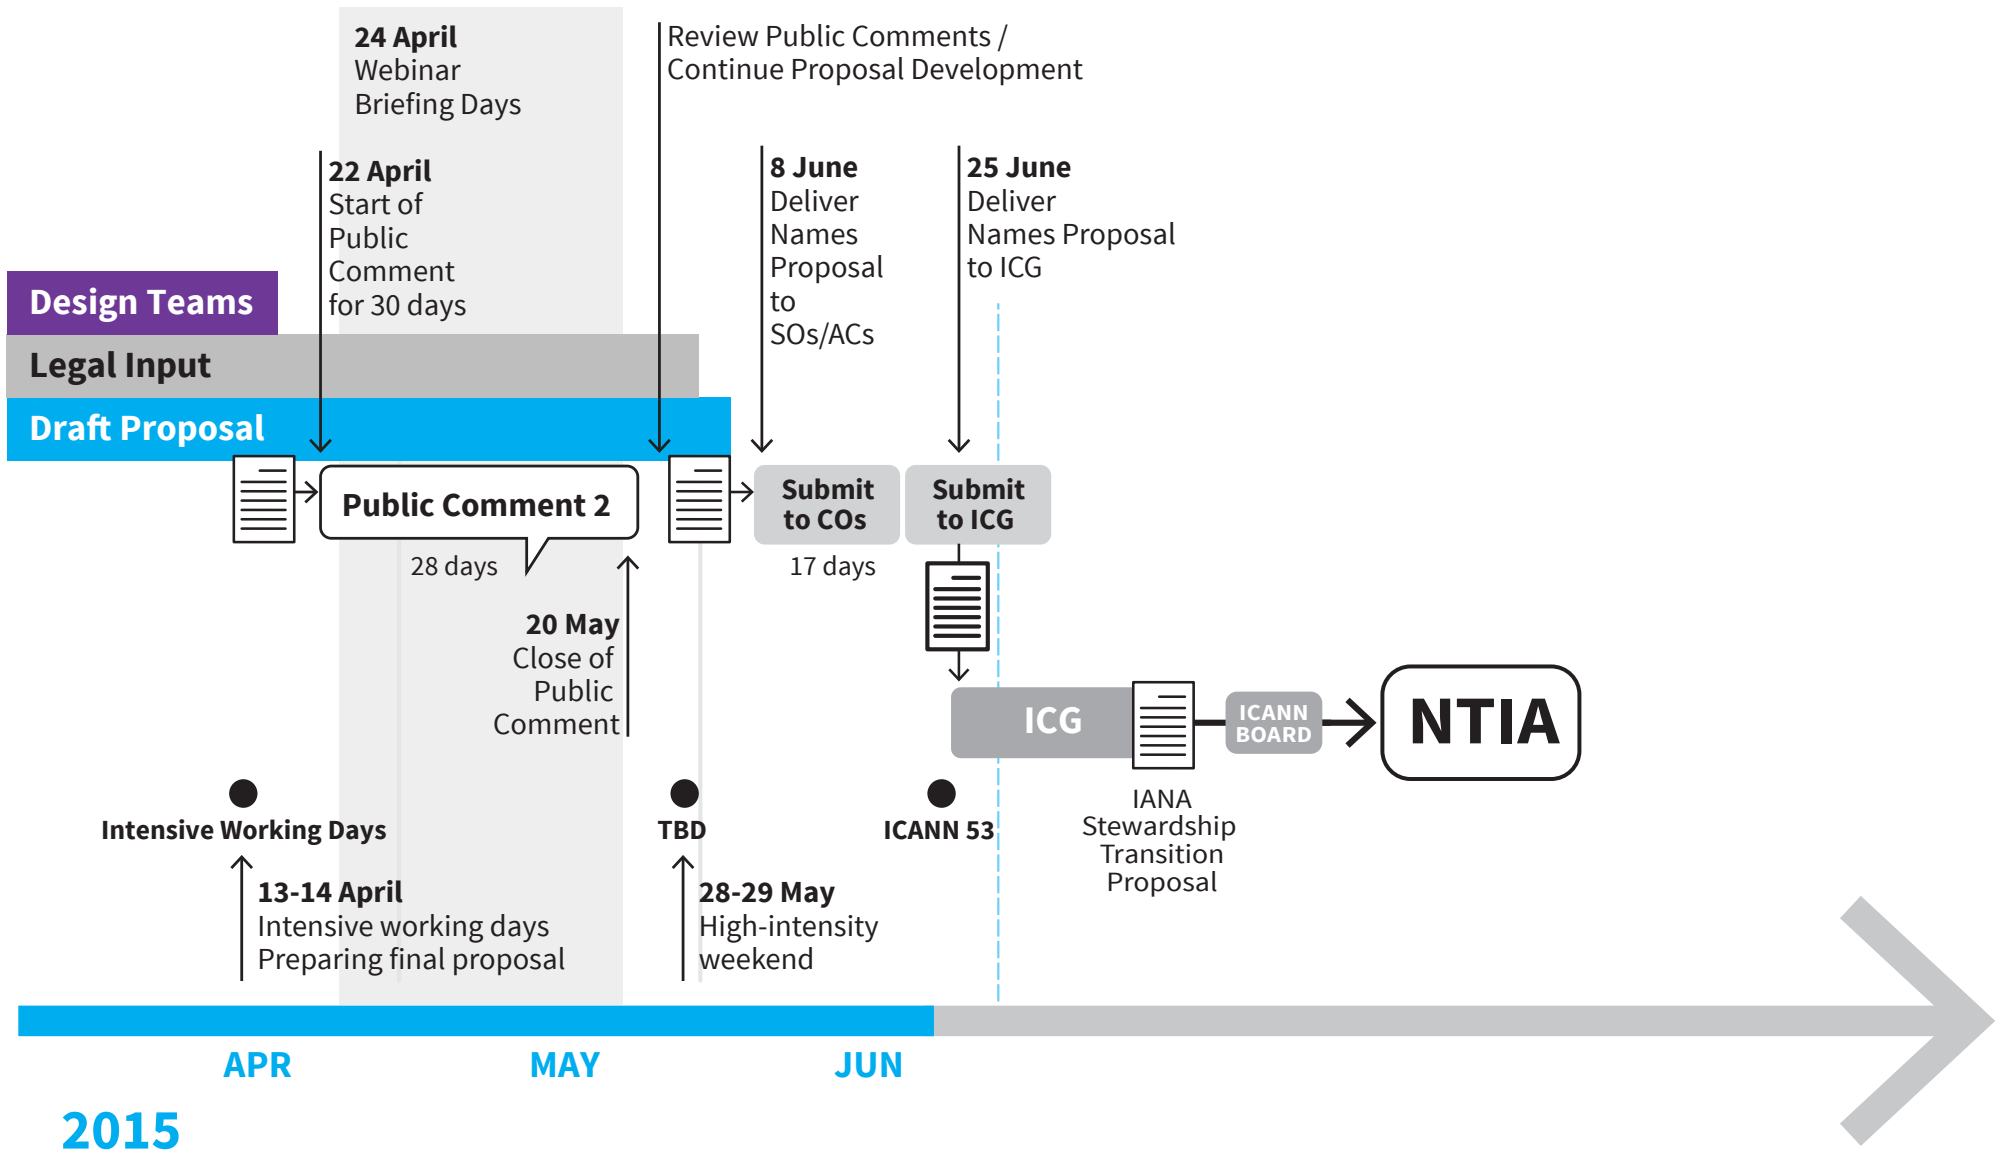 24 April
Webinar
Briefing Days
Review Public Comments /
Continue Proposal Development
22 April
Start of
Public
Comment
for 30 days
8 June
Deliver
Names
Proposal
to
SOs/ACs
25 June
Deliver
Names Proposal
to ICG
Design Teams
Legal Input
Draft Proposal
Public Comment 2
28 days
Submit
to COs
17 days
Submit
to ICG
20 May
Close of
Public
Comment
ICG
ICANN
BOARD
NTIA
IANA
Stewardship
Transition
Proposal
Intensive Working Days
TBD
ICANN 53
13-14 April
Intensive working days
Preparing final proposal
28-29 May
High-intensity
weekend
APR
MAY
JUN
2015